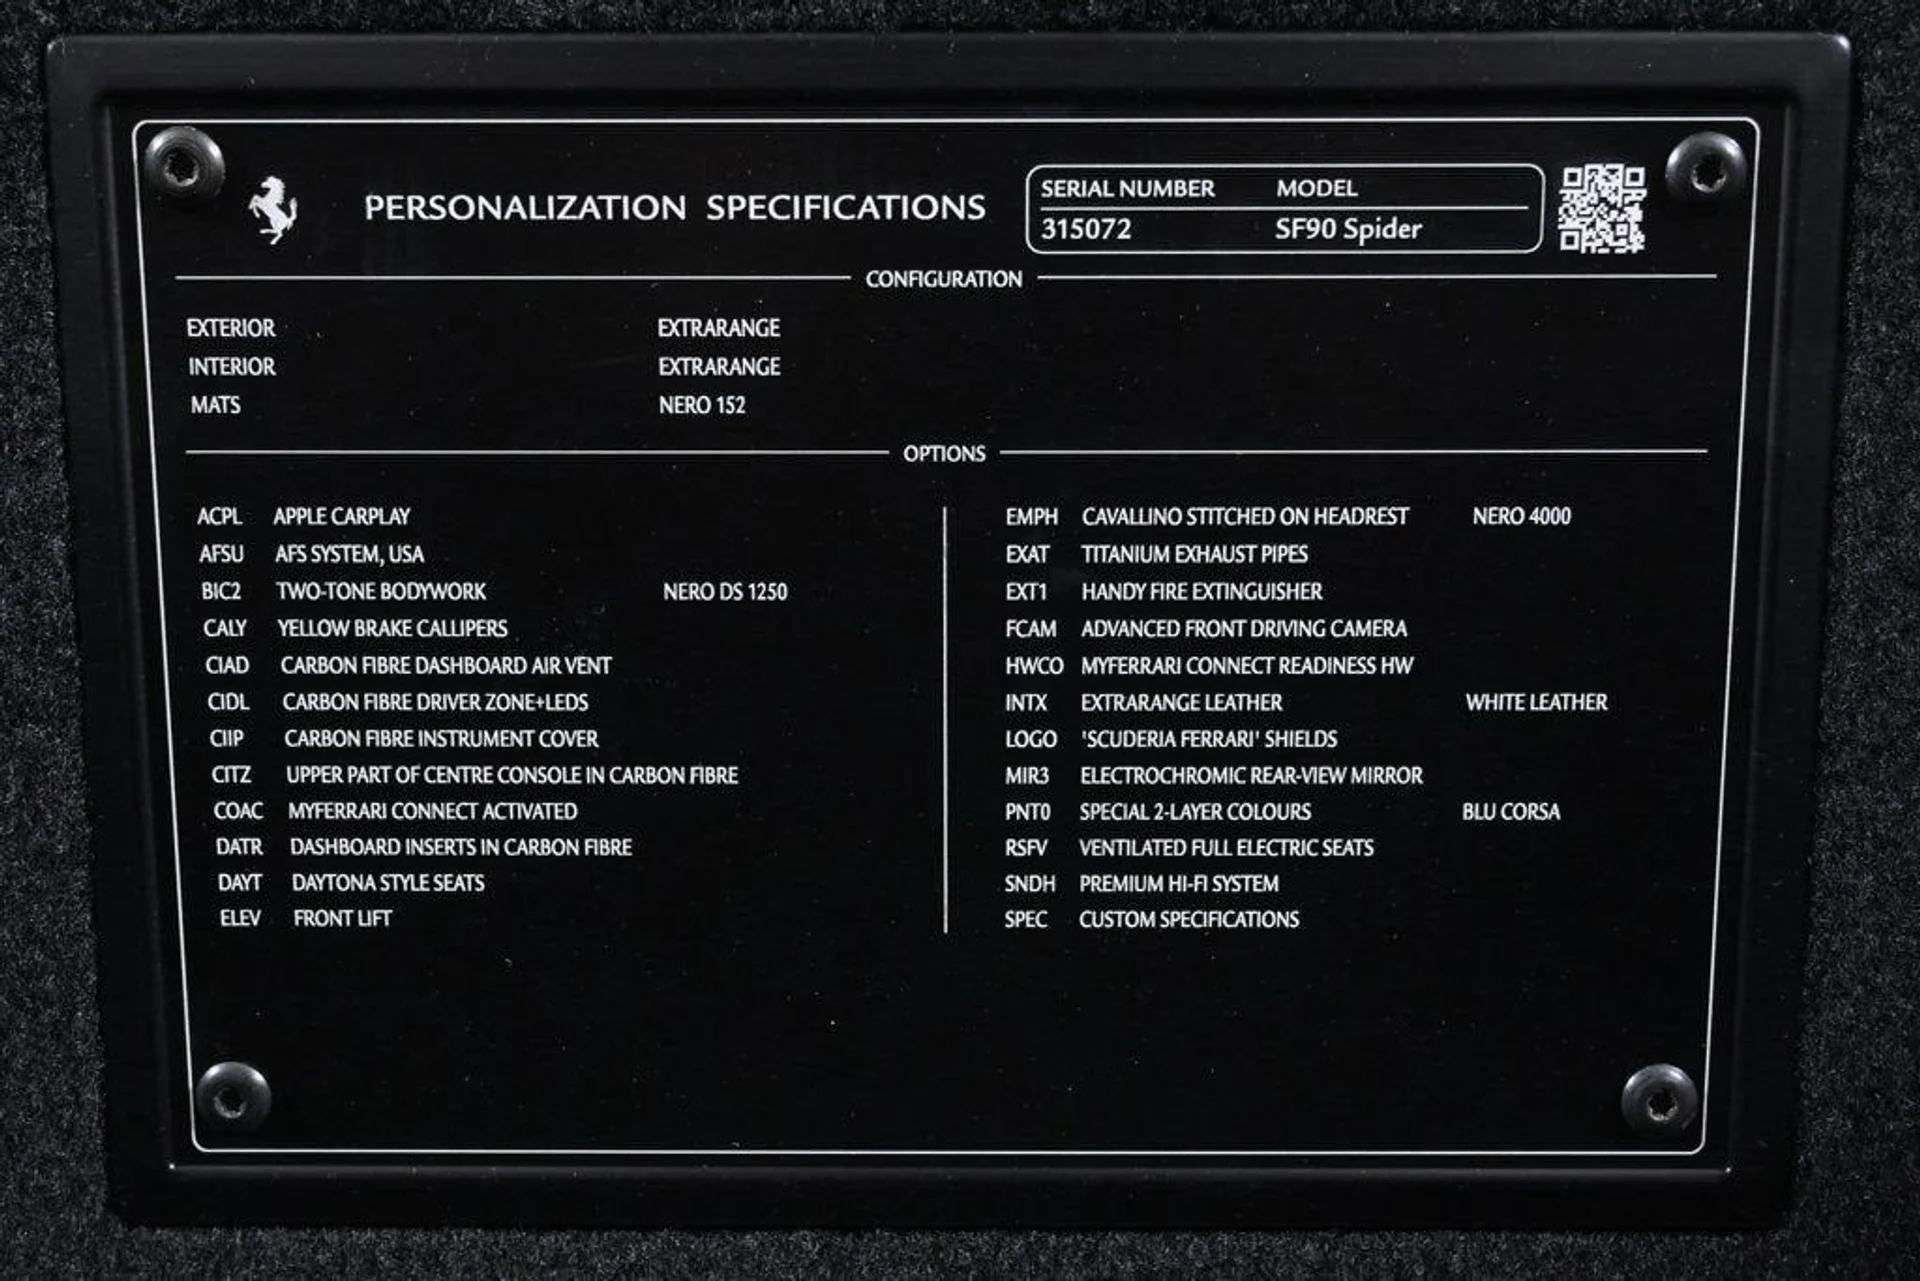 PERSONALIZATION SPECIFICATIONS
SERIAL NUMBER MODEL
315072 SF90 Spider
CONFIGURATION
EXTERIOR EXTRARANGE
INTERIOR EXTRARANGE
MATS NERO 152
OPTIONS
ACPL APPLE CARPLAY
AFSU AFS SYSTEM, USA
BIC2 TWO-TONE BODYWORK NERO DS 1250
CALY YELLOW BRAKE CALLIPERS
CIAD CARBON FIBRE DASHBOARD AIR VENT
CIDL CARBON FIBRE DRIVER ZONE+LEDS
CIIP CARBON FIBRE INSTRUMENT COVER
CITZ UPPER PART OF CENTRE CONSOLE IN CARBON FIBRE
COAC MYFERRARI CONNECT ACTIVATED
DATR DASHBOARD INSERTS IN CARBON FIBRE
DAYT DAYTONA STYLE SEATS
ELEV FRONT LIFT
EMPH CAVALLINO STITCHED ON HEADREST NERO 4000
EXAT TITANIUM EXHAUST PIPES
EXT1 HANDY FIRE EXTINGUISHER
FCAM ADVANCED FRONT DRIVING CAMERA
HWCO MYFERRARI CONNECT READINESS HW
INTX EXTRARANGE LEATHER WHITE LEATHER
LOGO 'SCUDERIA FERRARI' SHIELDS
MIR3 ELECTROCHROMIC REAR-VIEW MIRROR
PNT0 SPECIAL 2-LAYER COLOURS BLU CORSA
RSFV VENTILATED FULL ELECTRIC SEATS
SNDH PREMIUM HI-FI SYSTEM
SPEC CUSTOM SPECIFICATIONS